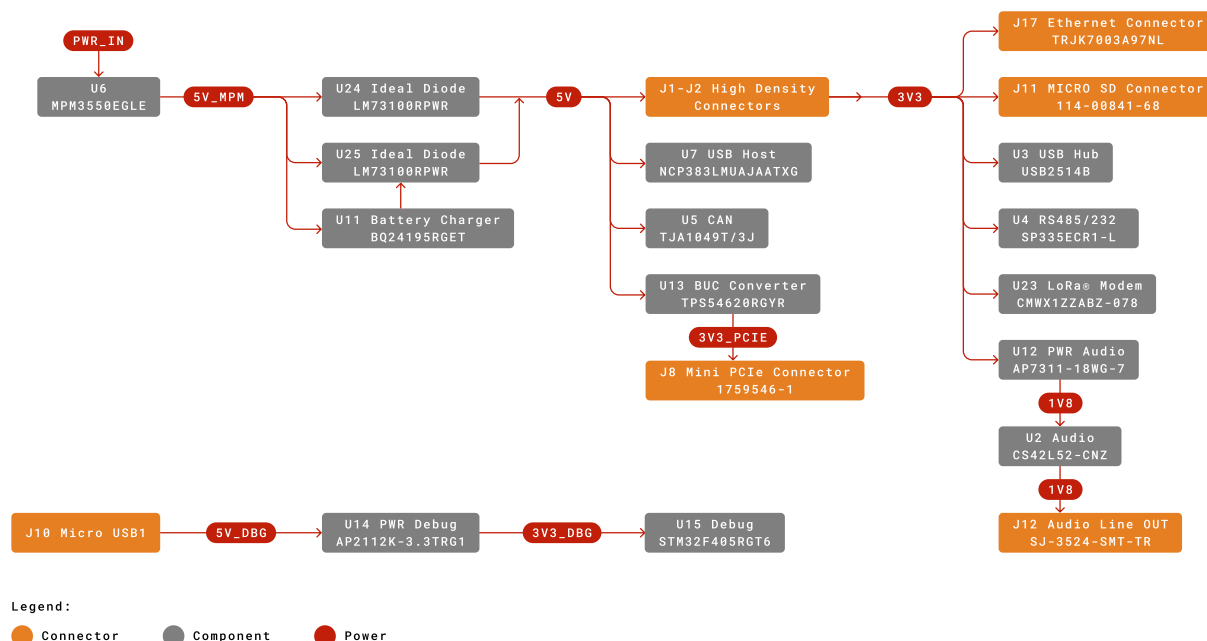 PWR_IN
U6
MPM3550EGLE
5V_MPM
U24 Ideal Diode
LM73100RPWR
U25 Ideal Diode
LM73100RPWR
U11 Battery Charger
BQ24195RGET
5V
J1-J2 High Density
Connectors
U7 USB Host
NCP383LMUAJAATXG
U5 CAN
TJA1049T/3J
U13 BUC Converter
TPS54620RGYR
3V3_PCIE
J8 Mini PCIe Connector
1759546-1
3V3
J17 Ethernet Connector
TRJK7003A97NL
J11 MICRO SD Connector
114-00841-68
U3 USB Hub
USB2514B
U4 RS485/232
SP335ECR1-L
U23 LoRa® Modem
CMWX1ZZABZ-078
U12 PWR Audio
AP7311-18WG-7
1V8
U2 Audio
CS42L52-CNZ
1V8
J12 Audio Line OUT
SJ-3524-SMT-TR
J10 Micro USB1
5V_DBG
U14 PWR Debug
AP2112K-3.3TRG1
3V3_DBG
U15 Debug
STM32F405RGT6
Legend:
Connector
Component
Power